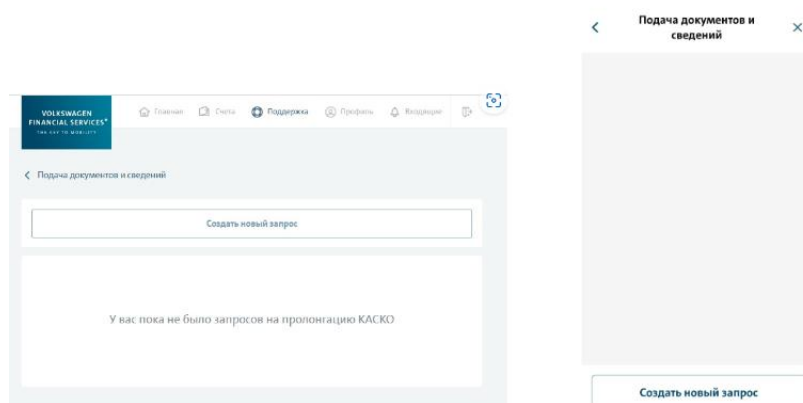 Подача документов и
сведений
VOLKSWAGEN
FINANCIAL SERVICES
THE KEY TO MOBILITY
Главная Счета Поддержка Профиль Входящие
Подача документов и сведений
Создать новый запрос
У вас пока не было запросов на пролонгацию КАСКО
Создать новый запрос